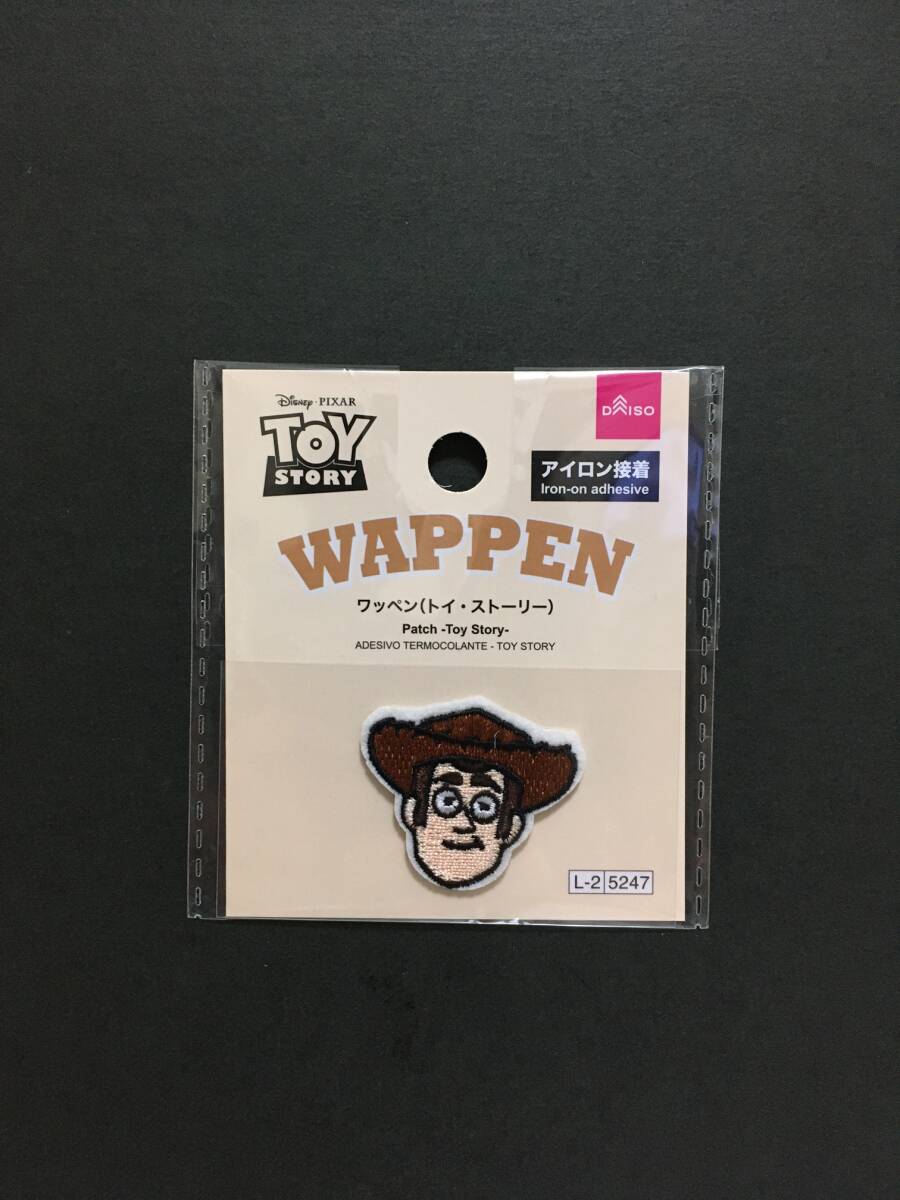 Disney・PIXAR
TOY
STORY
DAISO
アイロン接着
Iron-on adhesive
WAPPEN
ワッペン(トイ・ストーリー)
Patch -Toy Story-
ADESIVO TERMOCOLANTE - TOY STORY
L-2 5247